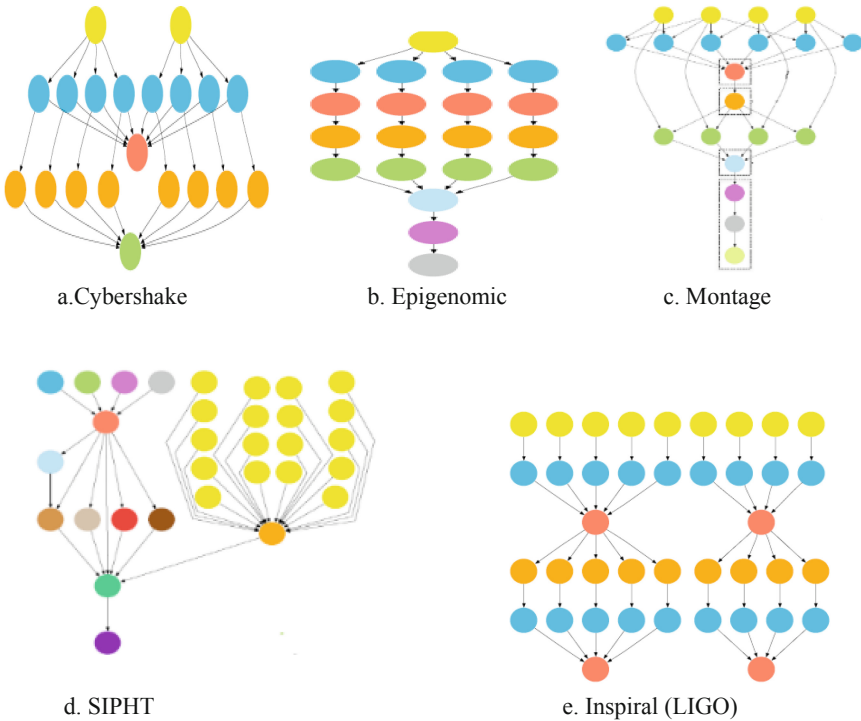 a.Cybershake
b. Epigenomic
c. Montage
d. SIPHT
e. Inspiral (LIGO)